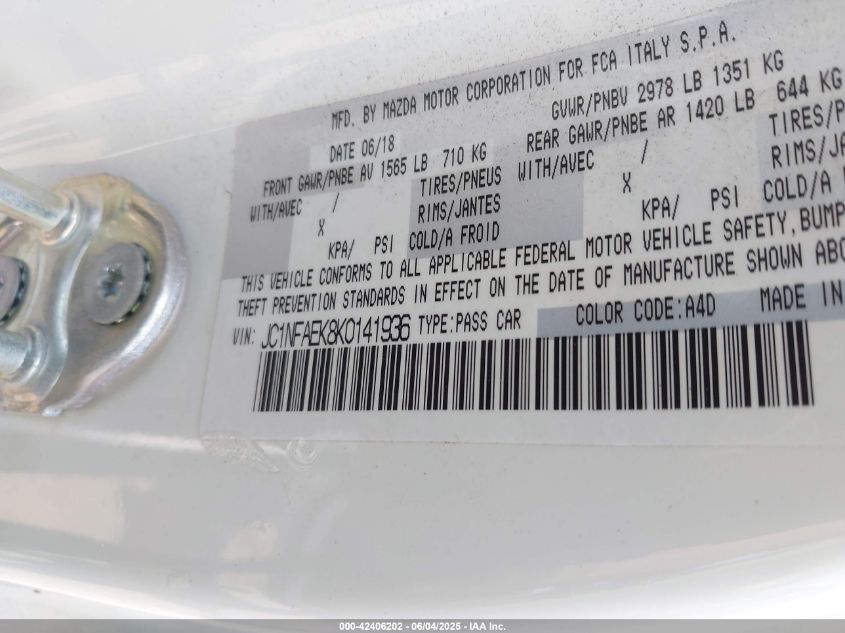 MFD. BY MAZDA MOTOR CORPORATION FOR FCA ITALY S.P.A.
DATE 06/18 GVWR/PNBV 2978 LB 1351 KG
FRONT GAWR/PNBE AV 1565 LB 710 KG REAR GAWR/PNBE AR 1420 LB 644 KG
WITH/AVEC / TIRES/PNEUS WITH/AVEC / TIRES/P
X RIMS/JANTES X RIMS/JA
KPA/ PSI COLD/A FROID KPA/ PSI COLD/A
THIS VEHICLE CONFORMS TO ALL APPLICABLE FEDERAL MOTOR VEHICLE SAFETY, BUMP
THEFT PREVENTION STANDARDS IN EFFECT ON THE DATE OF MANUFACTURE SHOWN ABO
VIN: JC1NFAEK8K0141936 TYPE:PASS CAR COLOR CODE:A4D MADE IN
000-42406202 - 06/04/2025 - IAA Inc.